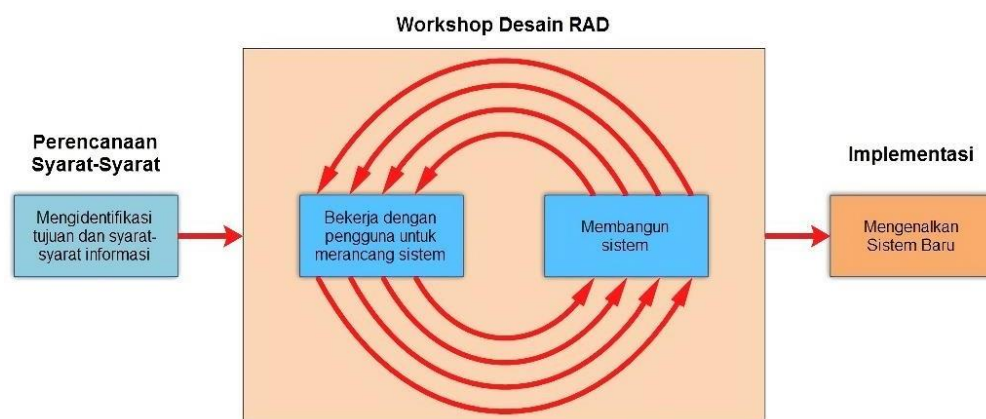 Workshop Desain RAD
Perencanaan
Syarat-Syarat
Mengidentifikasi
tujuan dan syarat-
syarat informasi
Bekerja dengan
pengguna untuk
merancang sistem
Membangun
sistem
Implementasi
Mengenalkan
Sistem Baru